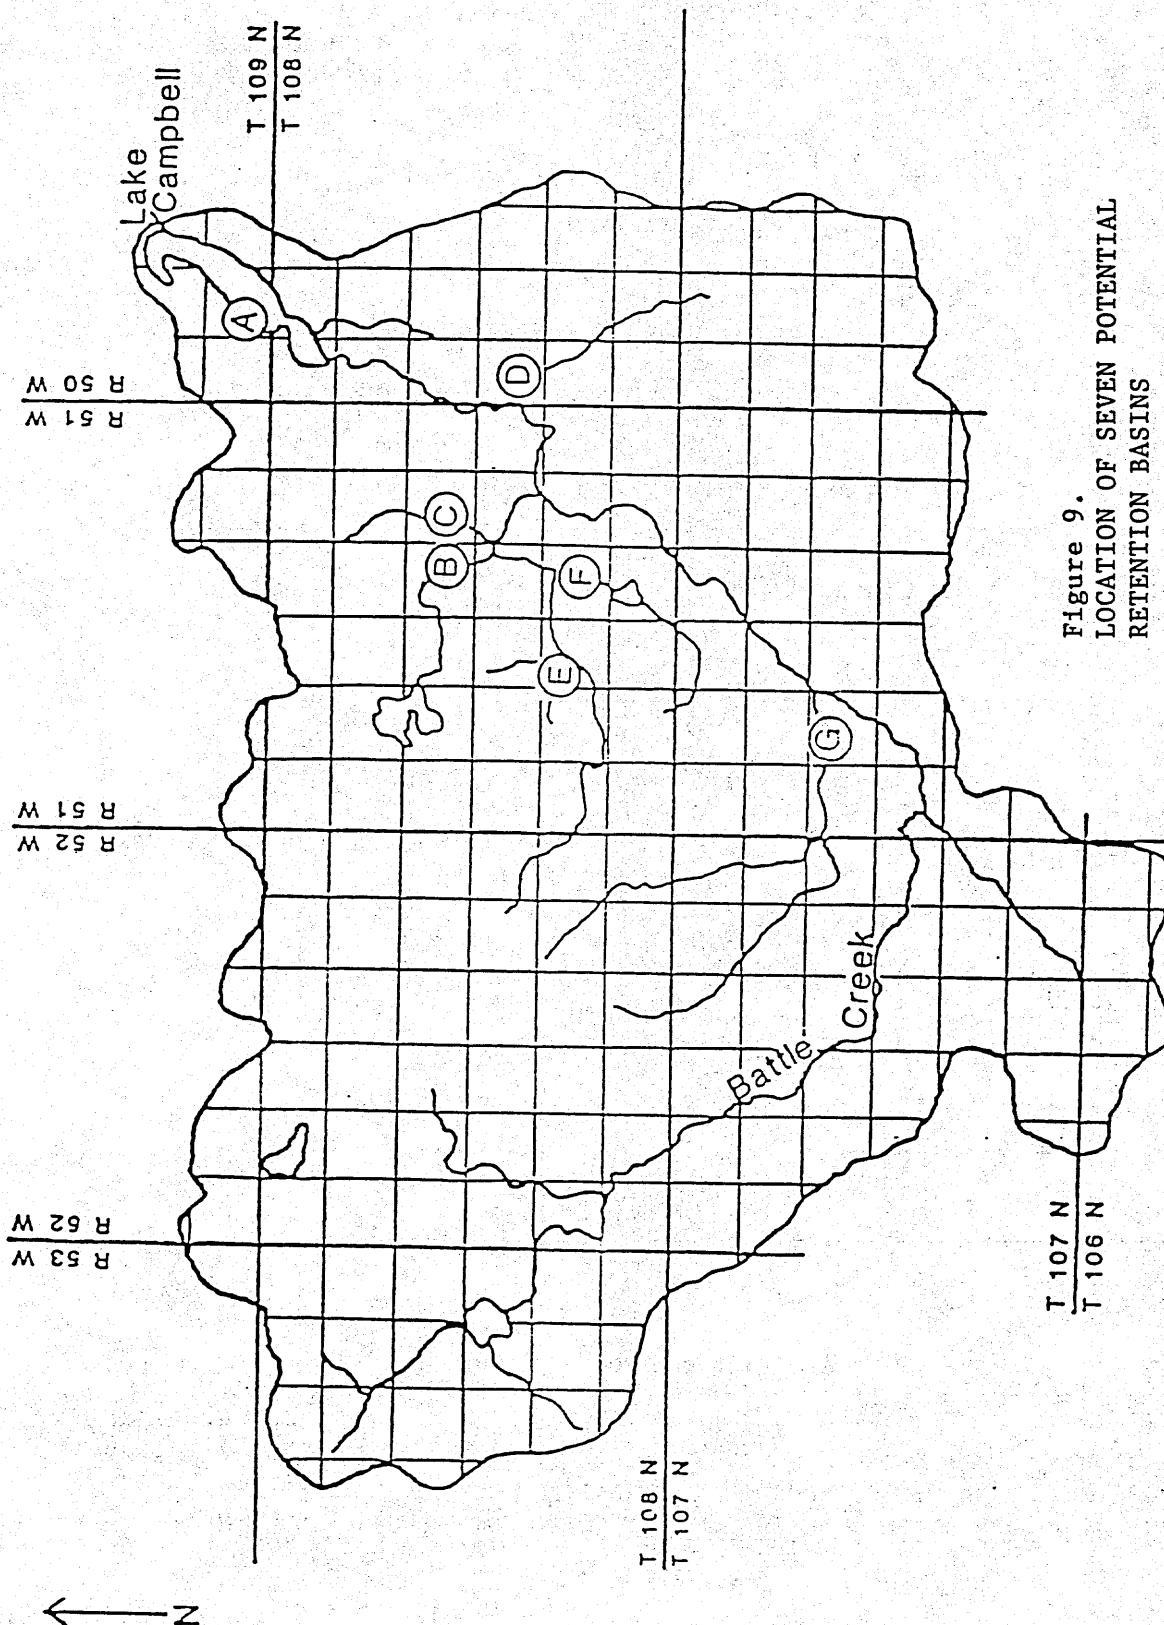 Lake
Campbell
T 109 N
T 108 N
R 50 W
R 51 W
R 51 W
R 52 W
R 52 W
R 53 W
A
B
C
D
E
F
G
Battle Creek
T 108 N
T 107 N
T 107 N
T 106 N
N
Figure 9.
LOCATION OF SEVEN POTENTIAL
RETENTION BASINS